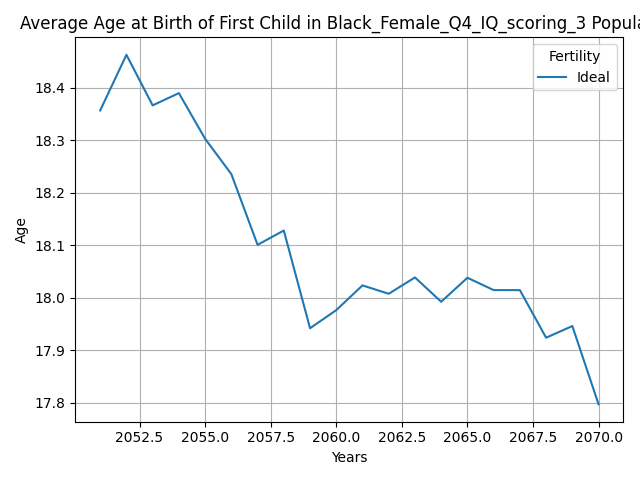 Average Age at Birth of First Child in Black_Female_Q4_IQ_scoring_3 Popula
Fertility
Ideal
18.4
18.3
18.2
18.1
18.0
17.9
17.8
Age
2052.5 2055.0 2057.5 2060.0 2062.5 2065.0 2067.5 2070.0
Years